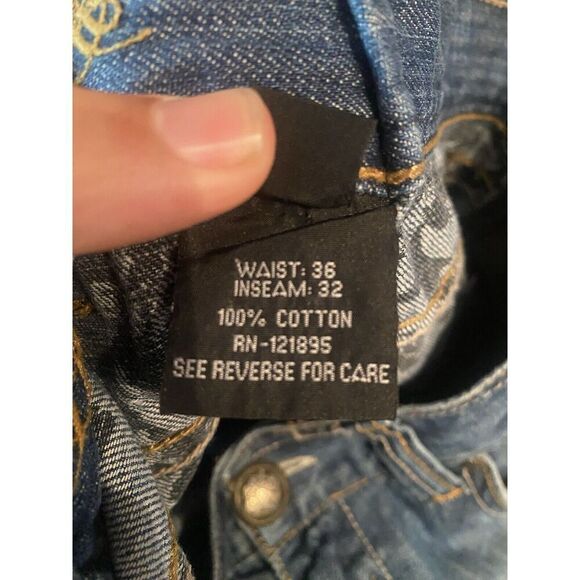 WAIST: 36
INSEAM: 32
100% COTTON
RN-121895
SEE REVERSE FOR CARE